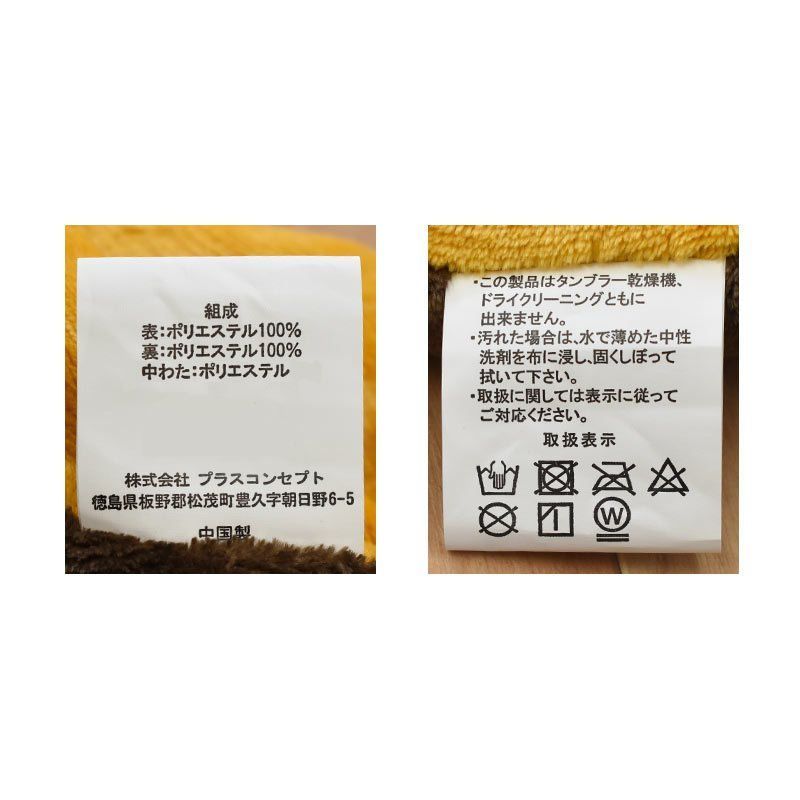 組成
表：ポリエステル100%
裏：ポリエステル100%
中わた：ポリエステル
株式会社 プラスコンセプト
徳島県板野郡松茂町豊久字朝日野6-5
中国製
・この製品はタンブラー乾燥機、
ドライクリーニングともに
出来ません。
・汚れた場合は、水で薄めた中性
洗剤を布に浸し、固くしぼって
拭いて下さい。
・取扱に関しては表示に従って
ご対応ください。
取扱表示
W